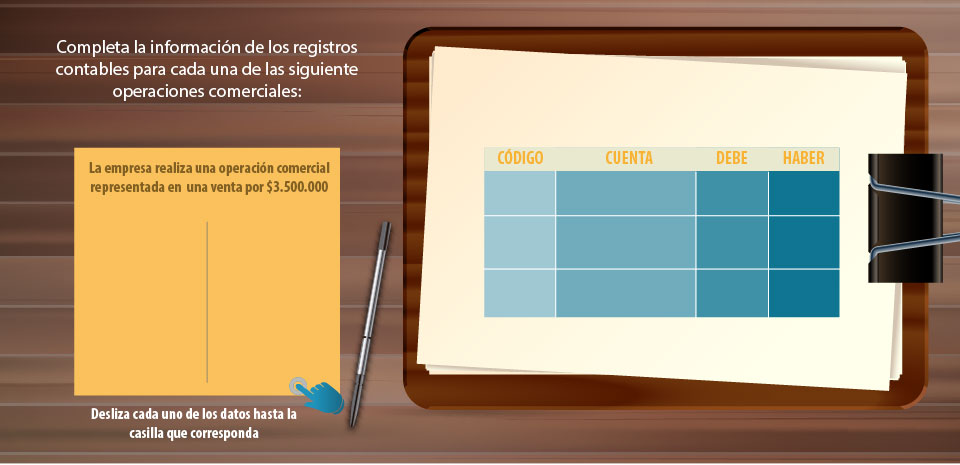 Completa la información de los registros
contables para cada una de las siguiente
operaciones comerciales:
La empresa realiza una operación comercial
representada en una venta por $3.500.000
Desliza cada uno de los datos hasta la
casilla que corresponda
CÓDIGO CUENTA DEBE HABER